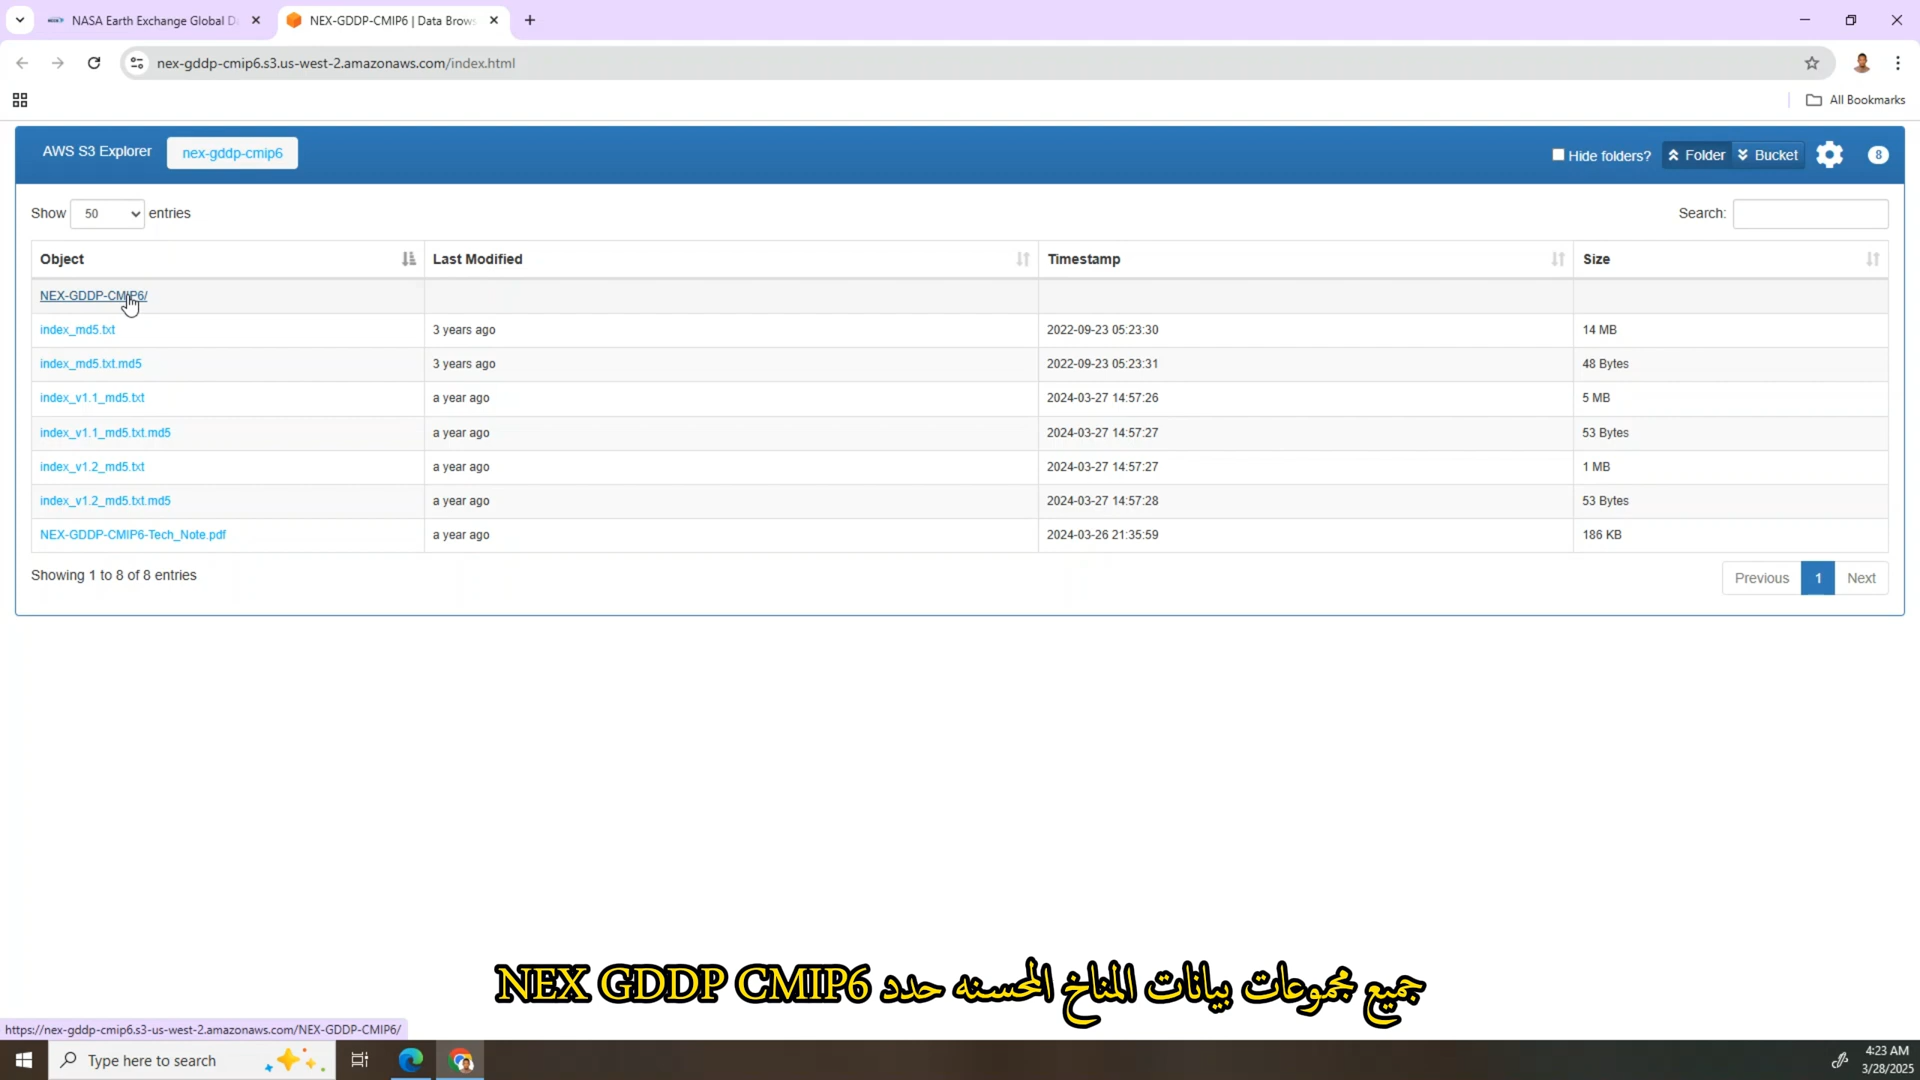 NASA Earth Exchange Global D
NEX-GDDP-CMIP6 | Data Brows
nex-gddp-cmip6.s3.us-west-2.amazonaws.com/index.html
All Bookmarks
AWS S3 Explorer
nex-gddp-cmip6
Hide folders?
Folder
Bucket
8
Show 50 entries
Search:
Object Last Modified Timestamp Size
NEX-GDDP-CMIP6/
index_md5.txt 3 years ago 2022-09-23 05:23:30 14 MB
index_md5.txt.md5 3 years ago 2022-09-23 05:23:31 48 Bytes
index_v1.1_md5.txt a year ago 2024-03-27 14:57:26 5 MB
index_v1.1_md5.txt.md5 a year ago 2024-03-27 14:57:27 53 Bytes
index_v1.2_md5.txt a year ago 2024-03-27 14:57:27 1 MB
index_v1.2_md5.txt.md5 a year ago 2024-03-27 14:57:28 53 Bytes
NEX-GDDP-CMIP6-Tech_Note.pdf a year ago 2024-03-26 21:35:59 186 KB
Showing 1 to 8 of 8 entries
Previous 1 Next
جميع مجموعات بيانات المناخ المحسنه حدد NEX GDDP CMIP6
https://nex-gddp-cmip6.s3-us-west-2.amazonaws.com/NEX-GDDP-CMIP6/
Type here to search
4:23 AM
3/28/2025